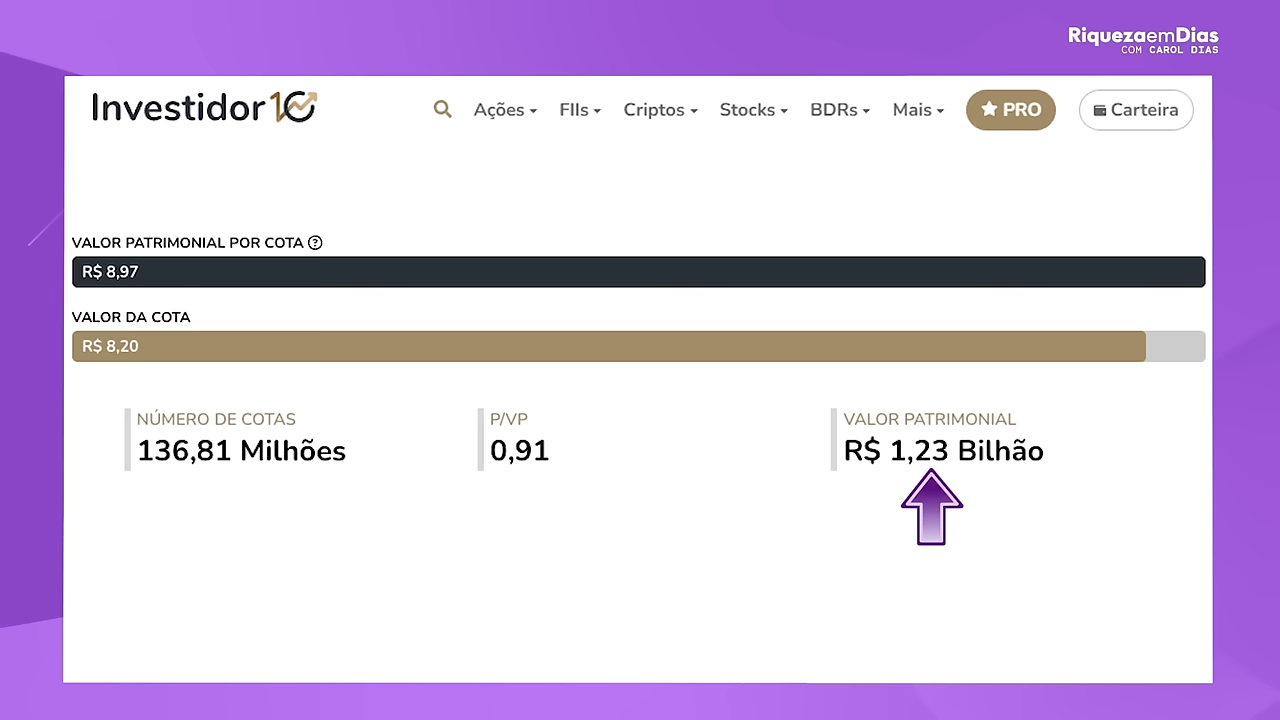 RiquezaemDias
COM CAROL DIAS
Investidor10
Ações
FIIs
Criptos
Stocks
BDRs
Mais
PRO
Carteira
VALOR PATRIMONIAL POR COTA ?
R$ 8,97
VALOR DA COTA
R$ 8,20
NÚMERO DE COTAS
136,81 Milhões
P/VP
0,91
VALOR PATRIMONIAL
R$ 1,23 Bilhão